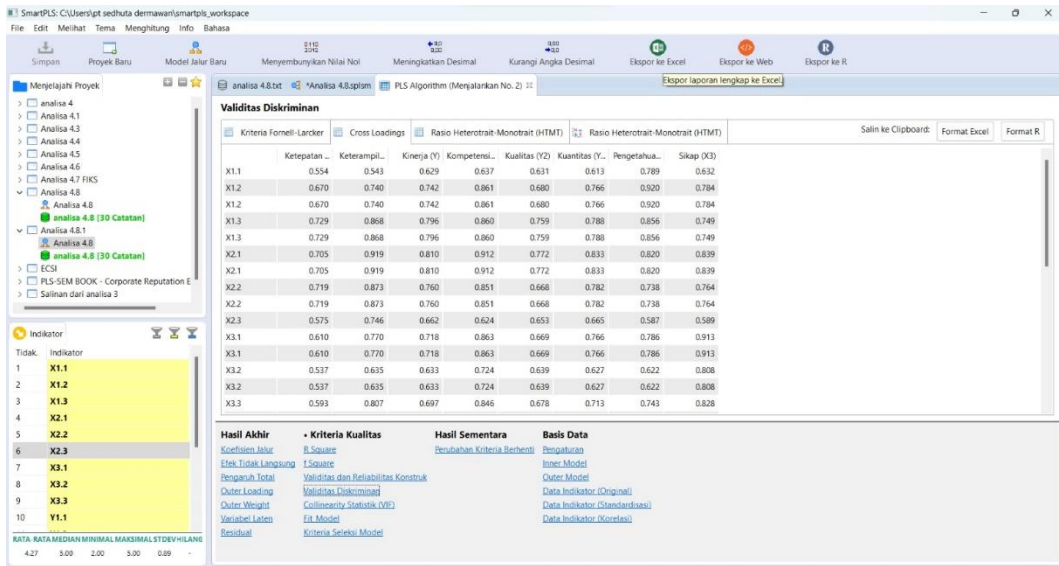 SmartPLS: C:\Users\pt sedhuta dermawan\smartpls_workspace
File Edit Melihat Tema Menghitung Info Bahasa
Simpan Proyek Baru Model Jalur Baru Menyembunyikan Nilai Nol Meningkatkan Desimal Kurangi Angka Desimal Ekspor ke Excel Ekspor ke Web Ekspor ke R
Ekspor laporan lengkap ke Excel
Menjelajahi Proyek
analisa 4
Analisa 4.1
Analisa 4.3
Analisa 4.4
Analisa 4.5
Analisa 4.6
Analisa 4.7 FIKS
Analisa 4.8
Analisa 4.8
analisa 4.8 [30 Catatan]
Analisa 4.8.1
Analisa 4.8
analisa 4.8 [30 Catatan]
ECSI
PLS-SEM BOOK - Corporate Reputation E
Salinan dari analisa 3
Indikator
Tidak. Indikator
1 X1.1
2 X1.2
3 X1.3
4 X2.1
5 X2.2
6 X2.3
7 X3.1
8 X3.2
9 X3.3
10 Y1.1
RATA-RATA MEDIAN MINIMAL MAKSIMAL STDEV HILANG
4.27 5.00 2.00 5.00 0.89 -
analisa 4.8.txt *Analisa 4.8.splsm PLS Algorithm (Menjalankan No. 2)
Validitas Diskriminan
Kriteria Fornell-Larcker Cross Loadings Rasio Heterotrait-Monotrait (HTMT) Rasio Heterotrait-Monotrait (HTMT) Salin ke Clipboard: Format Excel Format R
Ketepatan ... Keterampil... Kinerja (Y) Kompetensi... Kualitas (Y2) Kuantitas (Y... Pengetahua... Sikap (X3)
X1.1 0.554 0.543 0.629 0.637 0.631 0.613 0.789 0.632
X1.2 0.670 0.740 0.742 0.861 0.680 0.766 0.920 0.784
X1.2 0.670 0.740 0.742 0.861 0.680 0.766 0.920 0.784
X1.3 0.729 0.868 0.796 0.860 0.759 0.788 0.856 0.749
X1.3 0.729 0.868 0.796 0.860 0.759 0.788 0.856 0.749
X2.1 0.705 0.919 0.810 0.912 0.772 0.833 0.820 0.839
X2.1 0.705 0.919 0.810 0.912 0.772 0.833 0.820 0.839
X2.2 0.719 0.873 0.760 0.851 0.668 0.782 0.738 0.764
X2.2 0.719 0.873 0.760 0.851 0.668 0.782 0.738 0.764
X2.3 0.575 0.746 0.662 0.624 0.653 0.665 0.587 0.589
X3.1 0.610 0.770 0.718 0.863 0.669 0.766 0.786 0.913
X3.1 0.610 0.770 0.718 0.863 0.669 0.766 0.786 0.913
X3.2 0.537 0.635 0.633 0.724 0.639 0.627 0.622 0.808
X3.2 0.537 0.635 0.633 0.724 0.639 0.627 0.622 0.808
X3.3 0.593 0.807 0.697 0.846 0.678 0.713 0.743 0.828
Hasil Akhir • Kriteria Kualitas Hasil Sementara Basis Data
Koefisien Jalur R Square Perubahan Kriteria Berhenti Pengaturan
Efek Tidak Langsung f Square Inner Model
Pengaruh Total Validitas dan Reliabilitas Konstruk Outer Model
Outer Loading Validitas Diskriminan Data Indikator (Original)
Outer Weight Collinearity Statistik (VIF) Data Indikator (Standardisasi)
Variabel Laten Fit Model Data Indikator (Korelasi)
Residual Kriteria Seleksi Model